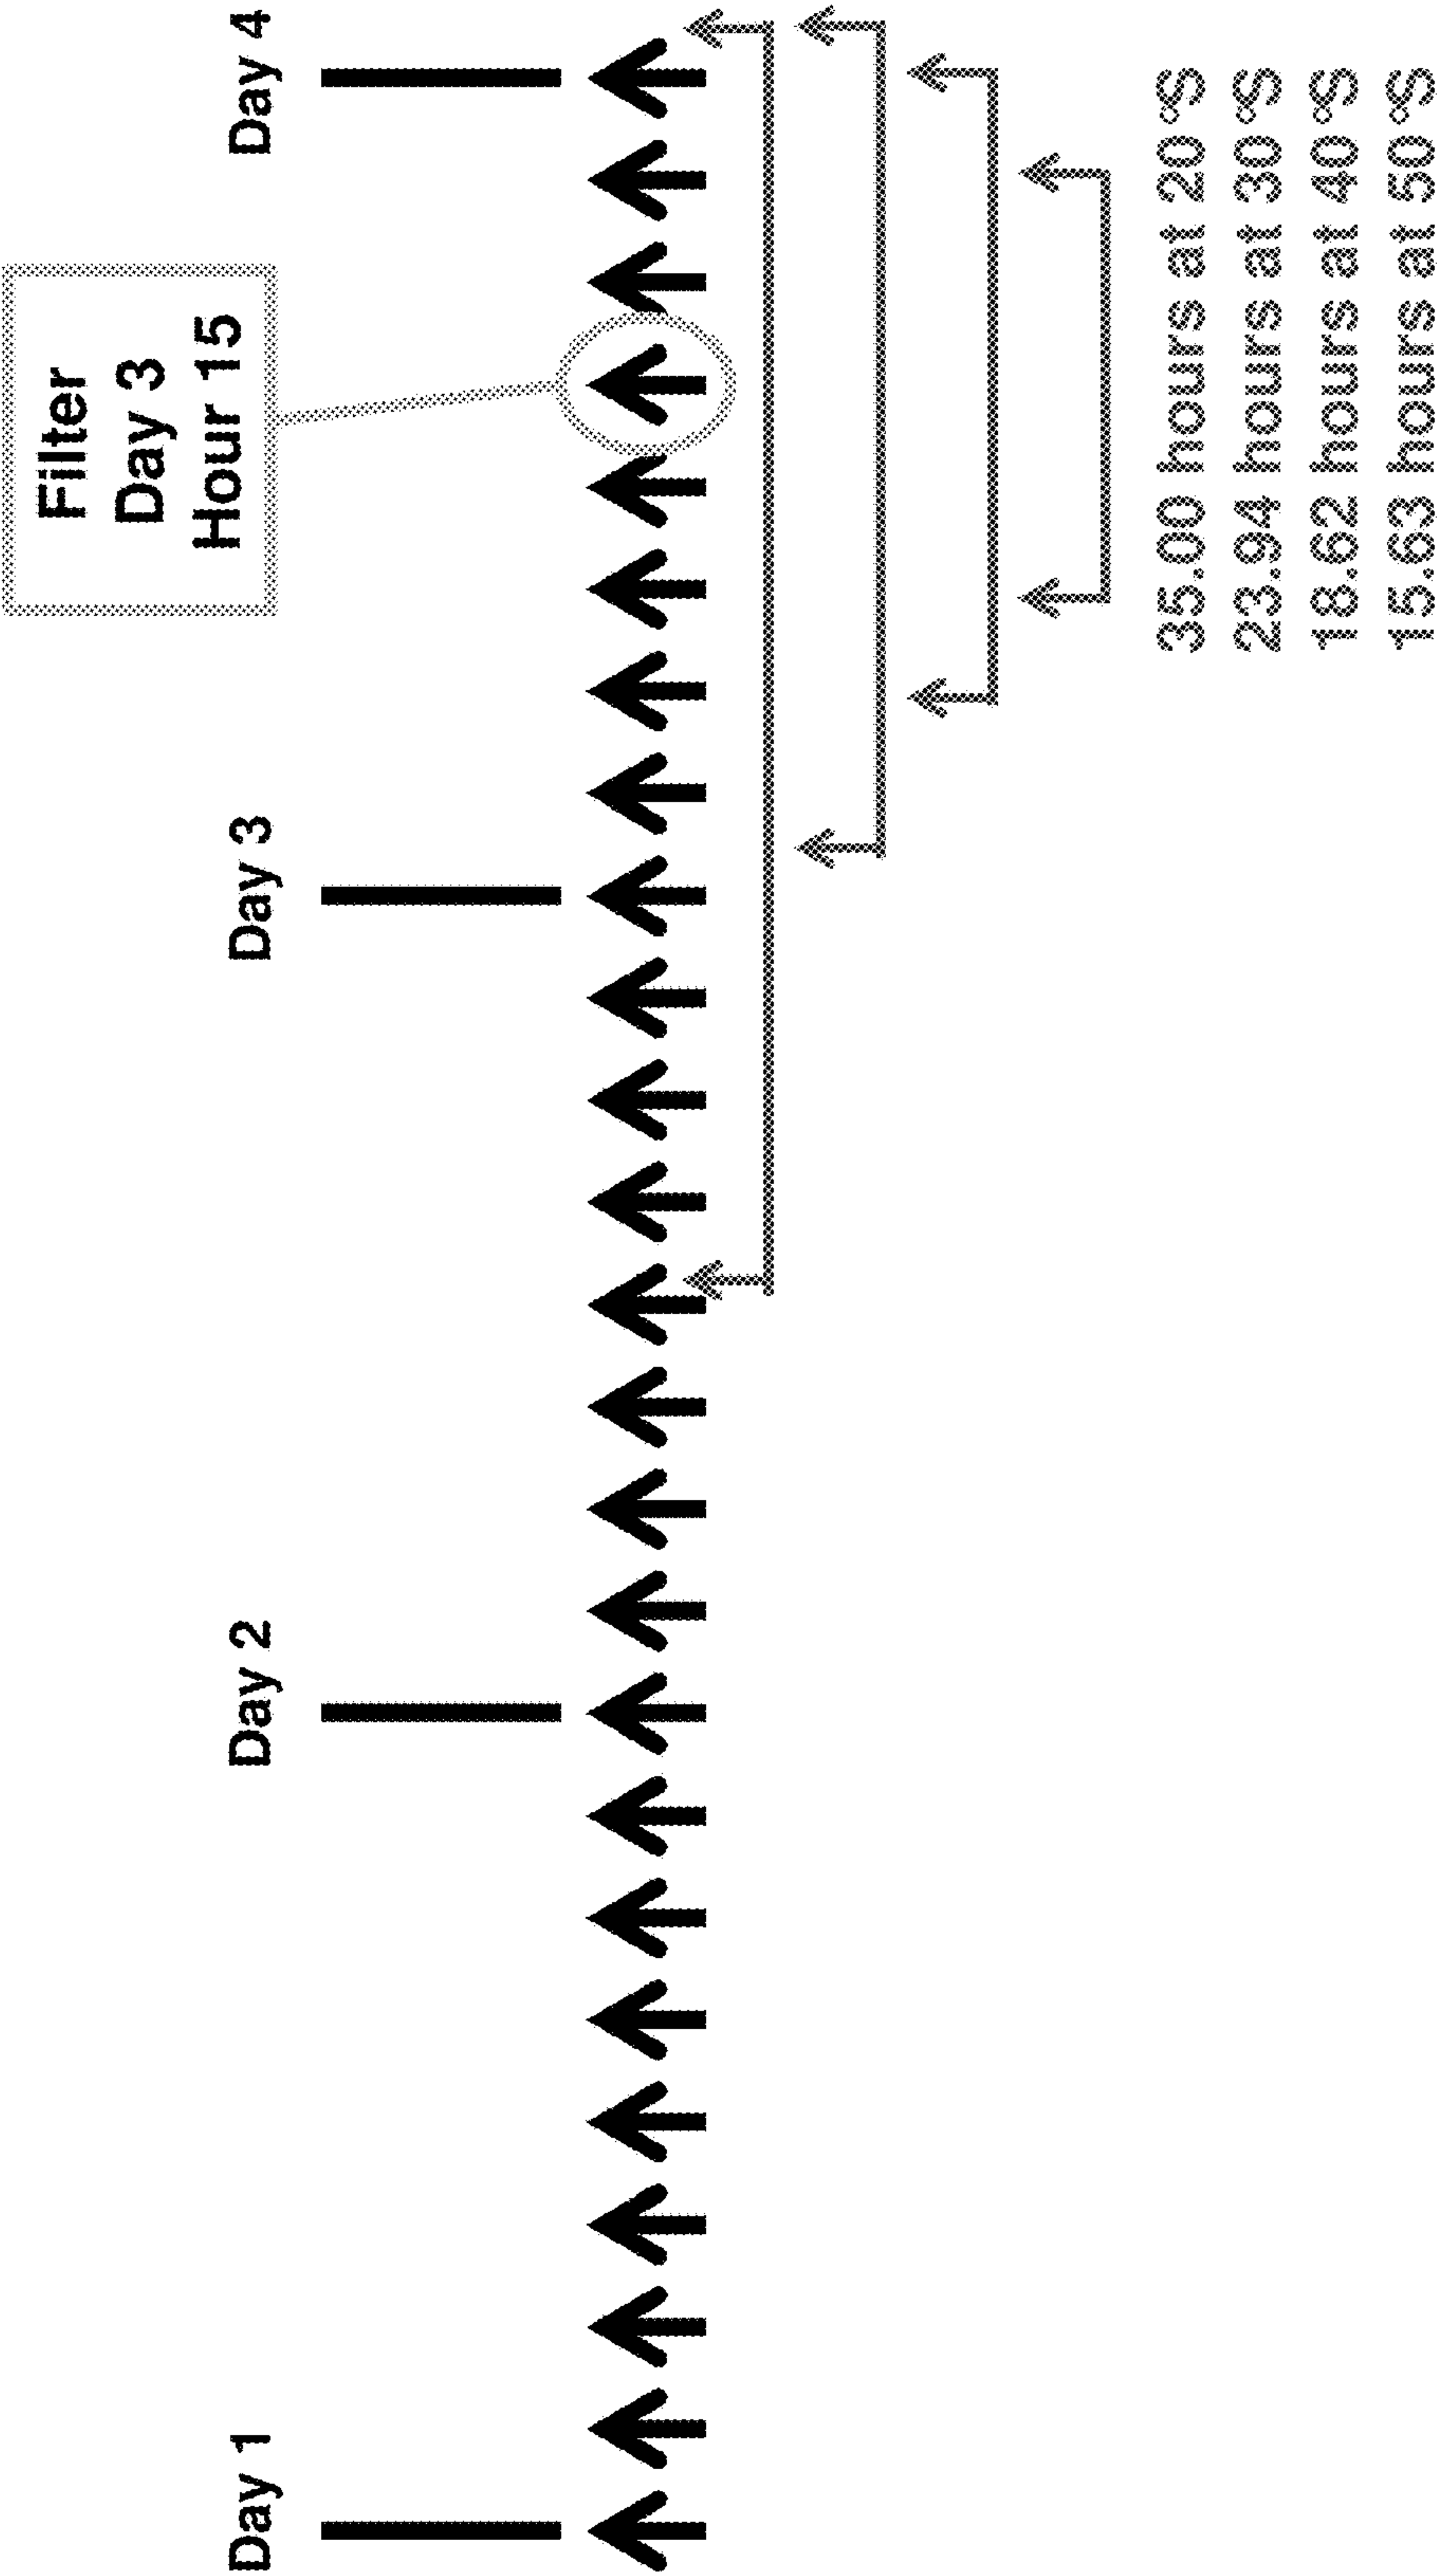 Filter
Day 3
Hour 15
Day 1
Day 2
Day 3
Day 4
35.00 hours at 20°S
23.94 hours at 30°S
18.62 hours at 40°S
15.63 hours at 50°S